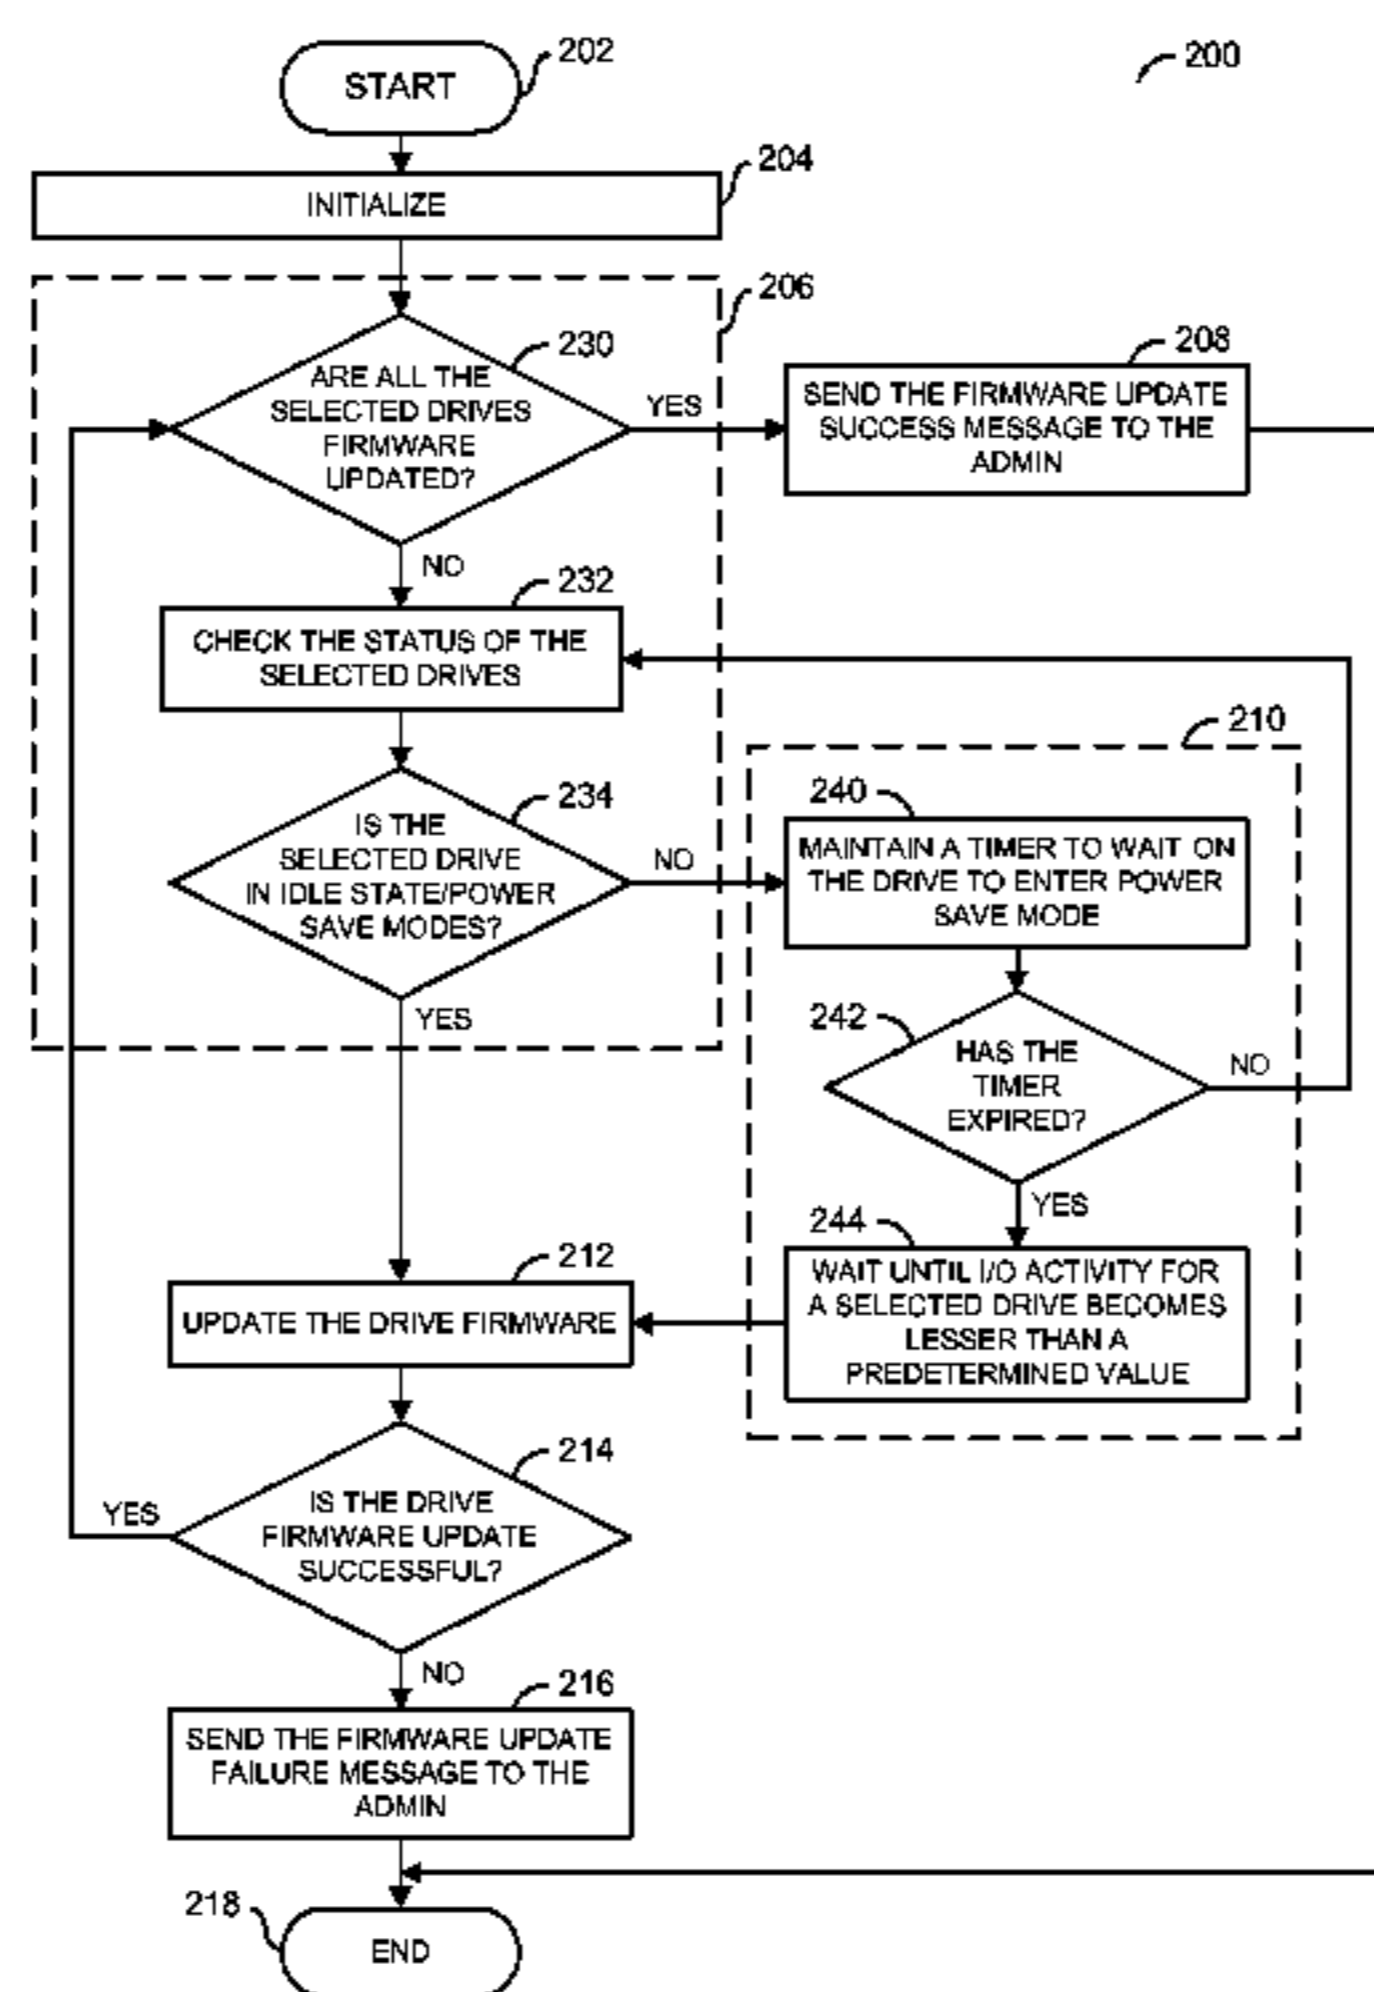 202
200
START
204
INITIALIZE
206
230
ARE ALL THE
SELECTED DRIVES
FIRMWARE
UPDATED?
YES
208
SEND THE FIRMWARE UPDATE
SUCCESS MESSAGE TO THE
ADMIN
NO
232
CHECK THE STATUS OF THE
SELECTED DRIVES
210
234
IS THE
SELECTED DRIVE
IN IDLE STATE/POWER
SAVE MODES?
NO
240
MAINTAIN A TIMER TO WAIT ON
THE DRIVE TO ENTER POWER
SAVE MODE
YES
242
HAS THE
TIMER
EXPIRED?
NO
YES
244
WAIT UNTIL I/O ACTIVITY FOR
A SELECTED DRIVE BECOMES
LESSER THAN A
PREDETERMINED VALUE
212
UPDATE THE DRIVE FIRMWARE
214
IS THE DRIVE
FIRMWARE UPDATE
SUCCESSFUL?
YES
NO
216
SEND THE FIRMWARE UPDATE
FAILURE MESSAGE TO THE
ADMIN
218
END